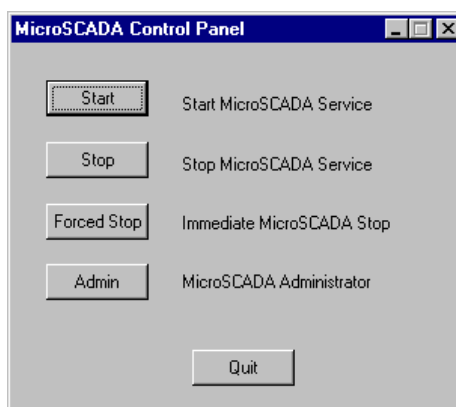 MicroSCADA Control Panel
Start Start MicroSCADA Service
Stop Stop MicroSCADA Service
Forced Stop Immediate MicroSCADA Stop
Admin MicroSCADA Administrator
Quit